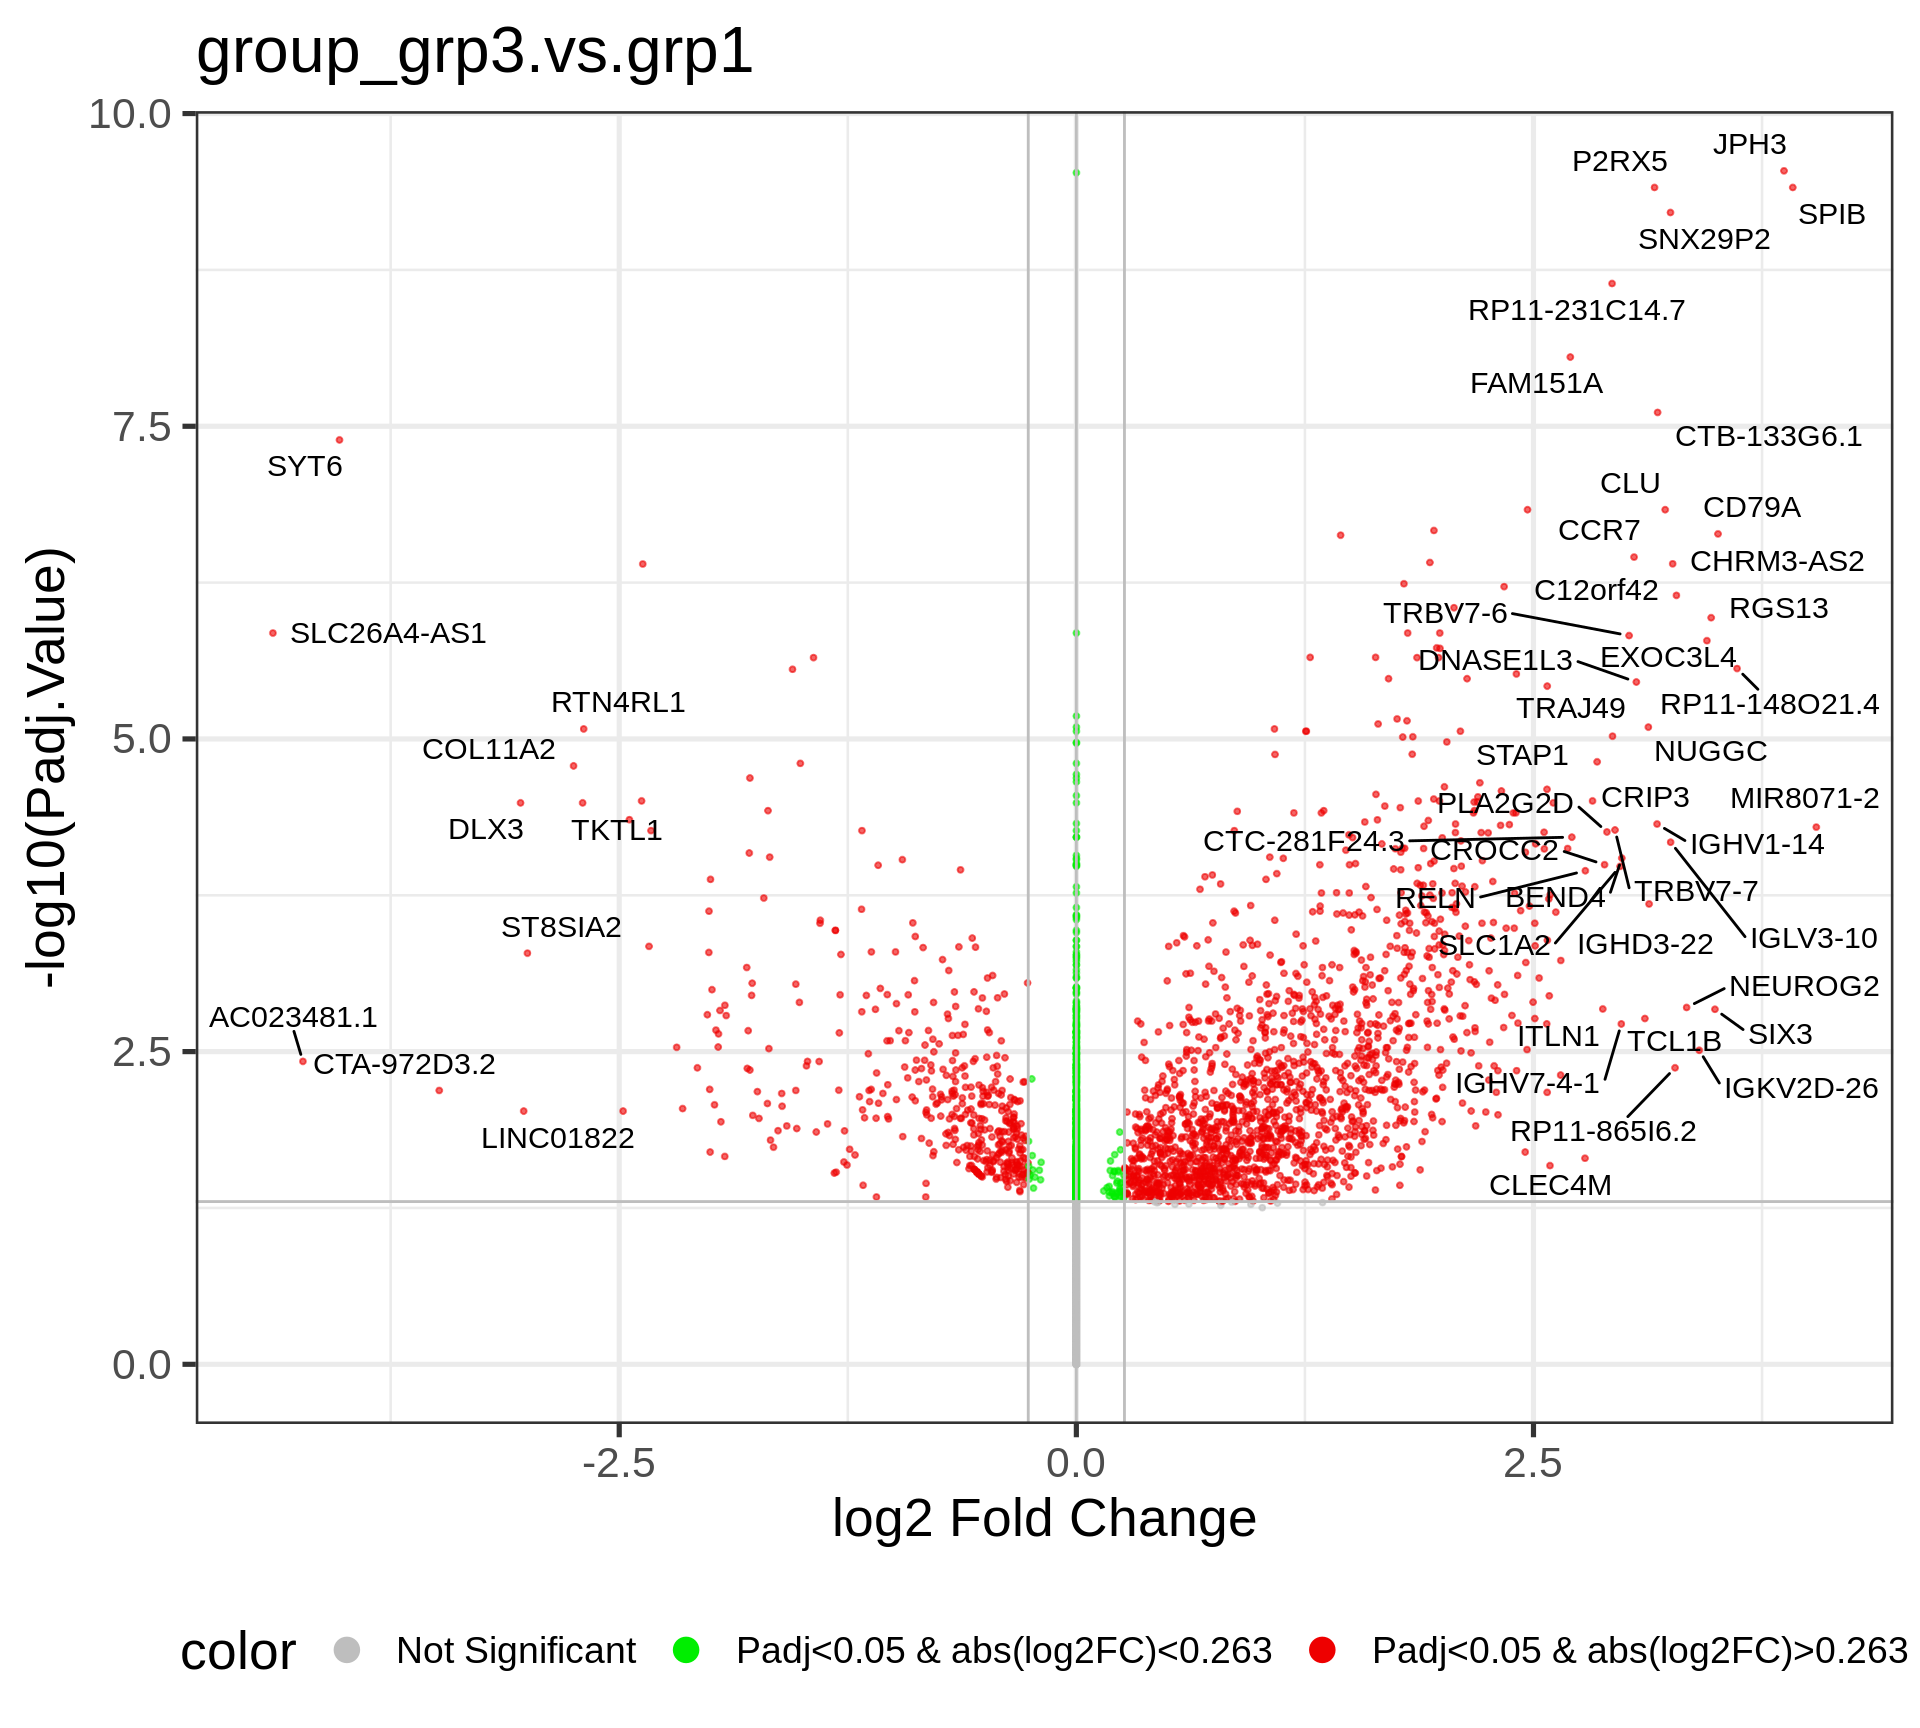 group_grp3.vs.grp1
10.0
7.5
5.0
2.5
0.0
-log10(Padj.Value)
JPH3
P2RX5
SPIB
SNX29P2
RP11-231C14.7
FAM151A
CTB-133G6.1
SYT6
CLU
CD79A
CCR7
CHRM3-AS2
C12orf42
TRBV7-6
RGS13
SLC26A4-AS1
DNASE1L3
EXOC3L4
RTN4RL1
TRAJ49
RP11-148O21.4
COL11A2
STAP1
NUGGC
PLA2G2D
CRIP3
MIR8071-2
DLX3
TKTL1
CTC-281F24.3
CROCC2
IGHV1-14
RELN
BEND4
TRBV7-7
ST8SIA2
SLC1A2
IGHD3-22
IGLV3-10
NEUROG2
AC023481.1
CTA-972D3.2
ITLN1
TCL1B
SIX3
IGHV7-4-1
IGKV2D-26
LINC01822
RP11-865I6.2
CLEC4M
-2.5
0.0
2.5
log2 Fold Change
color
Not Significant
Padj<0.05 & abs(log2FC)<0.263
Padj<0.05 & abs(log2FC)>0.263